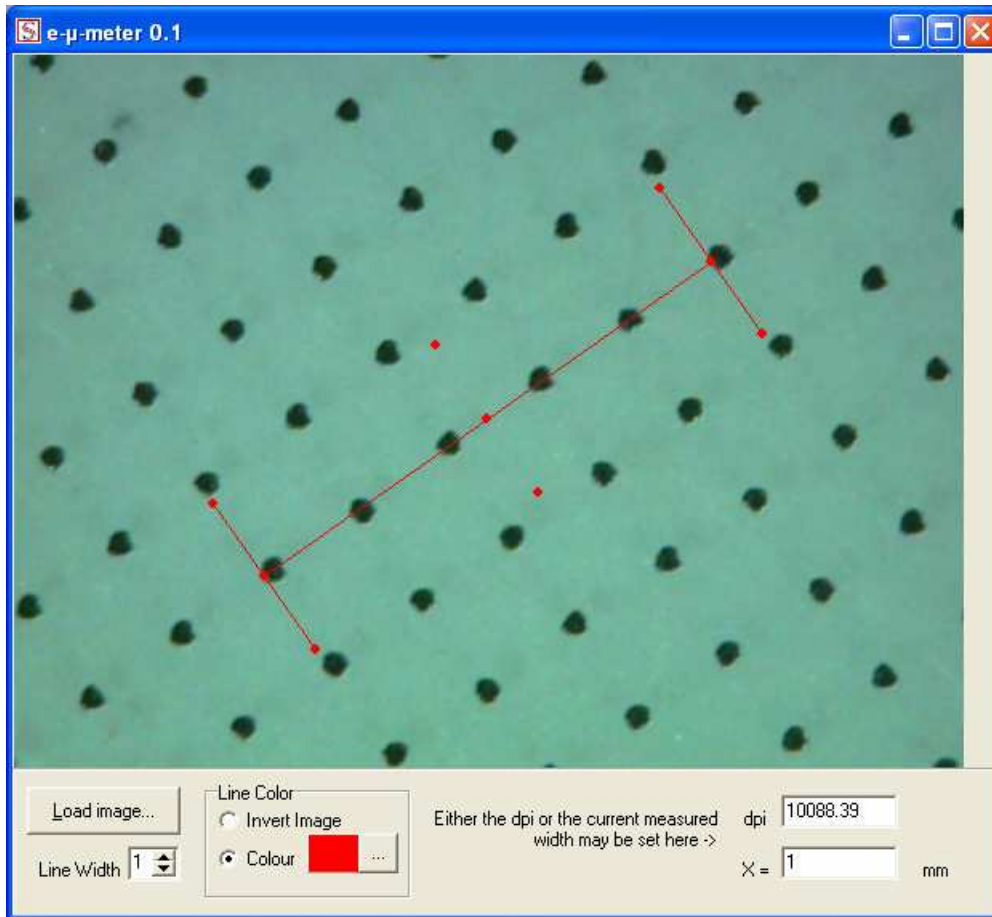 e-µ-meter 0.1
Load image...
Line Width 1
Line Color
Invert Image
Colour ...
Either the dpi or the current measured
width may be set here ->
dpi 10088.39
X = 1 mm